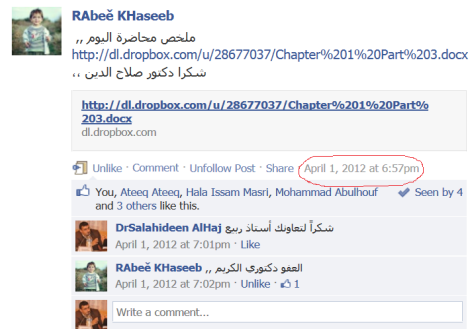 RAbeě KHaseeb
ملخص محاضرة اليوم ,,
http://dl.dropbox.com/u/28677037/Chapter%201%20Part%203.docx
شكرا دكتور صلاح الدين ،،
http://dl.dropbox.com/u/28677037/Chapter%201%20Part%
203.docx
dl.dropbox.com
Unlike · Comment · Unfollow Post · Share · April 1, 2012 at 6:57pm
You, Ateeq Ateeq, Hala Issam Masri, Mohammad Abulhouf and 3 others like this.
Seen by 4
DrSalahideen AlHaj شكراً لتعاونك أستاذ ربيع
April 1, 2012 at 7:01pm · Like
RAbeě KHaseeb العفو دكتوري الكريم ,,
April 1, 2012 at 7:02pm · Unlike · 1
Write a comment...